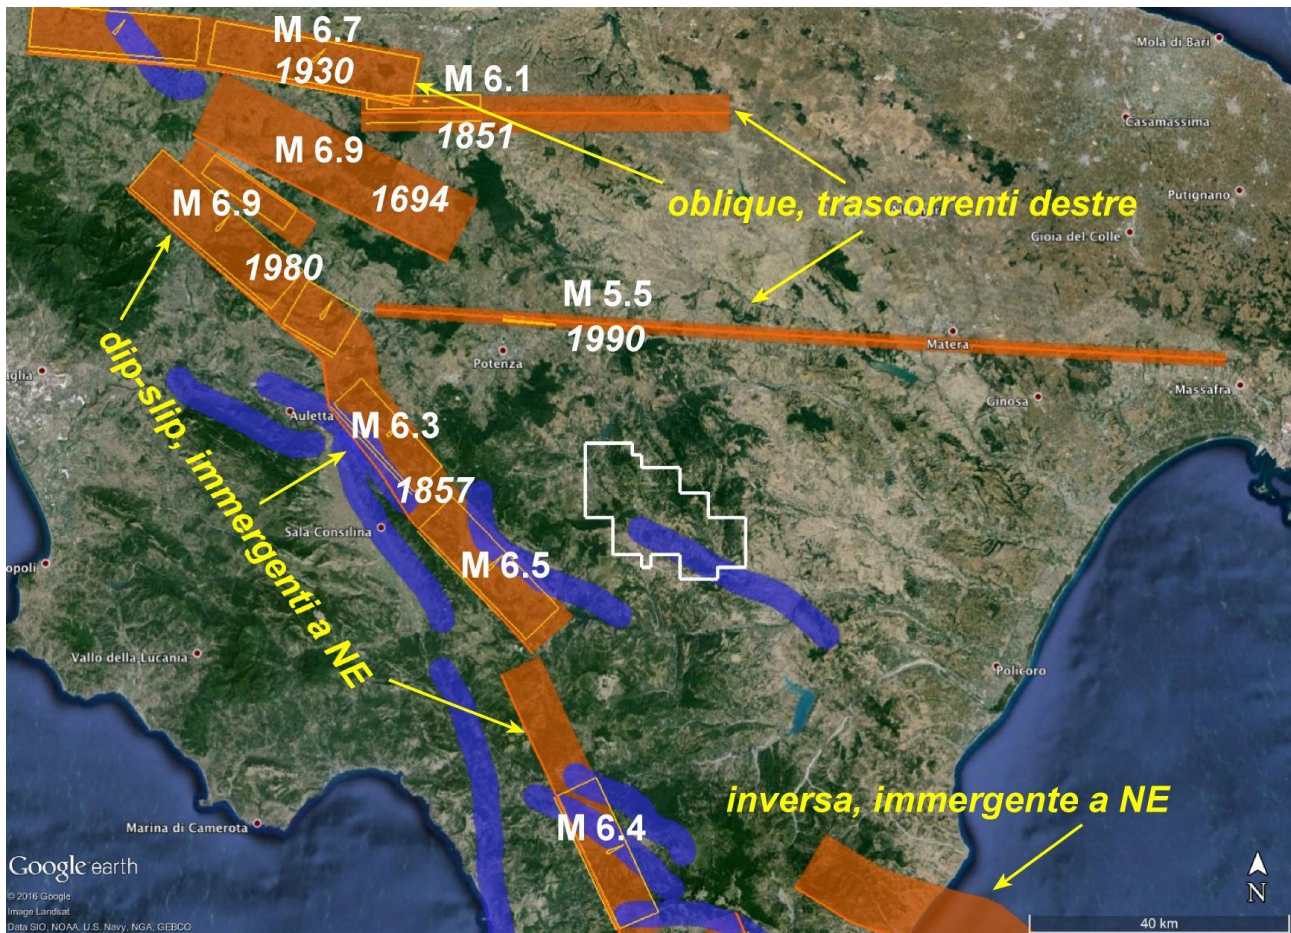 M 6.7
1930
Mola di Bari
M 6.1
1851
Casamassima
M 6.9
1694
M 6.9
oblique, trascorrenti destre
Putignano
Gioia del Colle
1980
M 5.5
1990
Matera
Potenza
aglia
Massafra
Ginosa
dip-slip, immergenti a NE
Auletta
M 6.3
1857
Sala Consilina
opoli
M 6.5
Vallo della Lucania
Policoro
inversa, immergente a NE
Marina di Camerota
M 6.4
Google earth
© 2016 Google
Image Landsat
Data SIO, NOAA, U.S. Navy, NGA, GEBCO
N
40 km